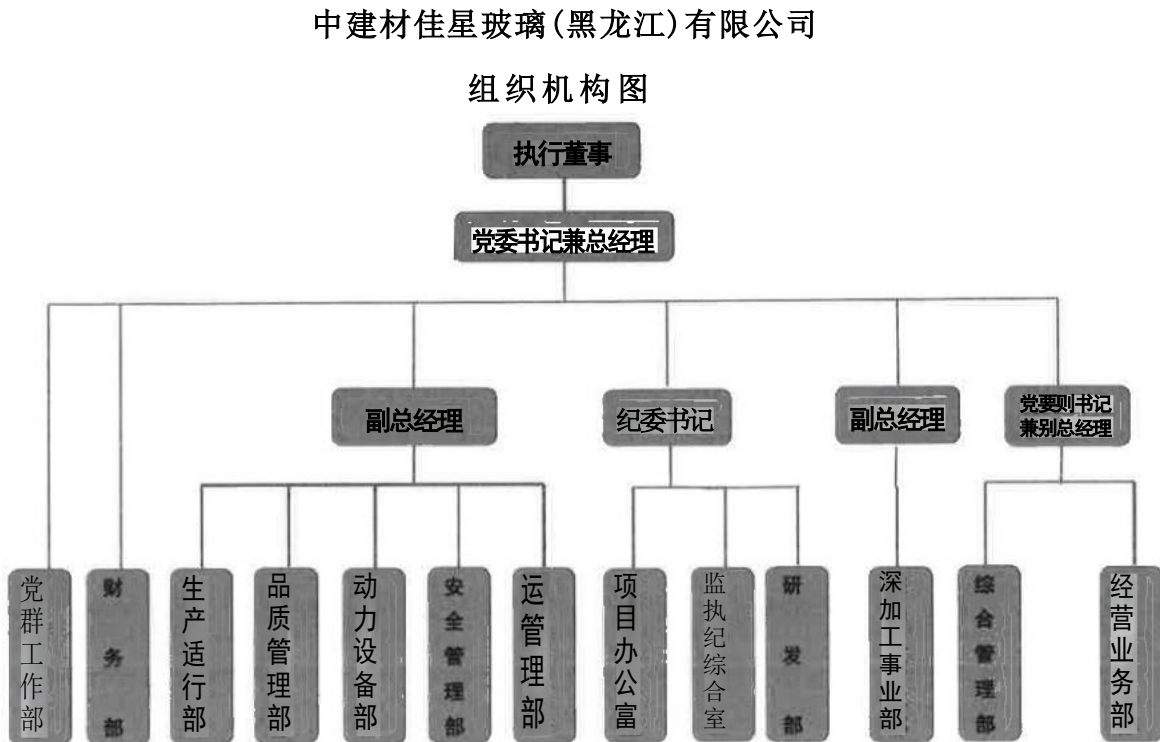 中建材佳星玻璃(黑龙江)有限公司
组织机构图
执行董事
党委书记兼总经理
副总经理
纪委书记
副总经理
党要则书记
兼别总经理
党群工作部
财务部
生产适行部
品质管理部
动力设备部
安全管理部
运管理部
项目办公富
监执纪综合室
研发部
深加工事业部
综合管理部
经营业务部